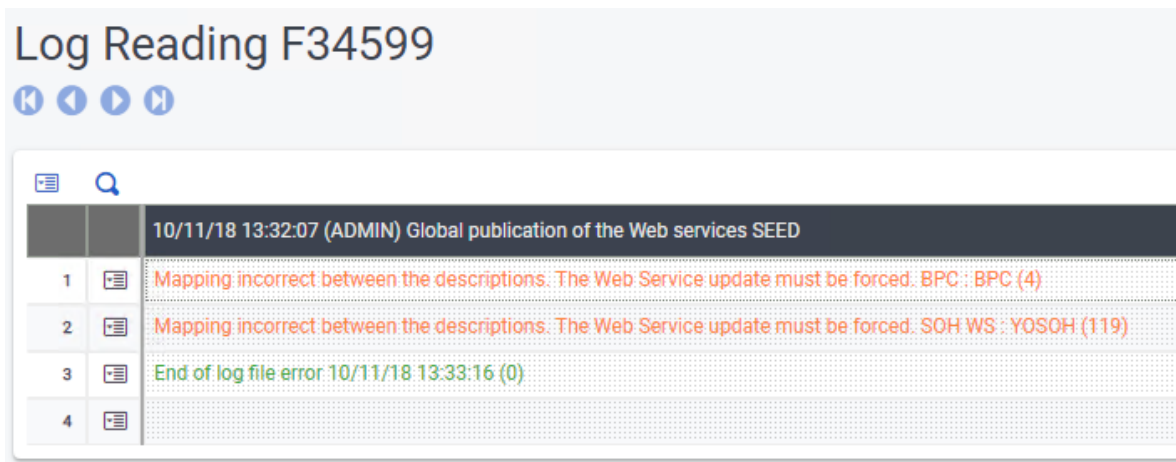 Log Reading F34599
10/11/18 13:32:07 (ADMIN) Global publication of the Web services SEED
1 Mapping incorrect between the descriptions. The Web Service update must be forced. BPC : BPC (4)
2 Mapping incorrect between the descriptions. The Web Service update must be forced. SOH WS : YOSOH (119)
3 End of log file error 10/11/18 13:33:16 (0)
4